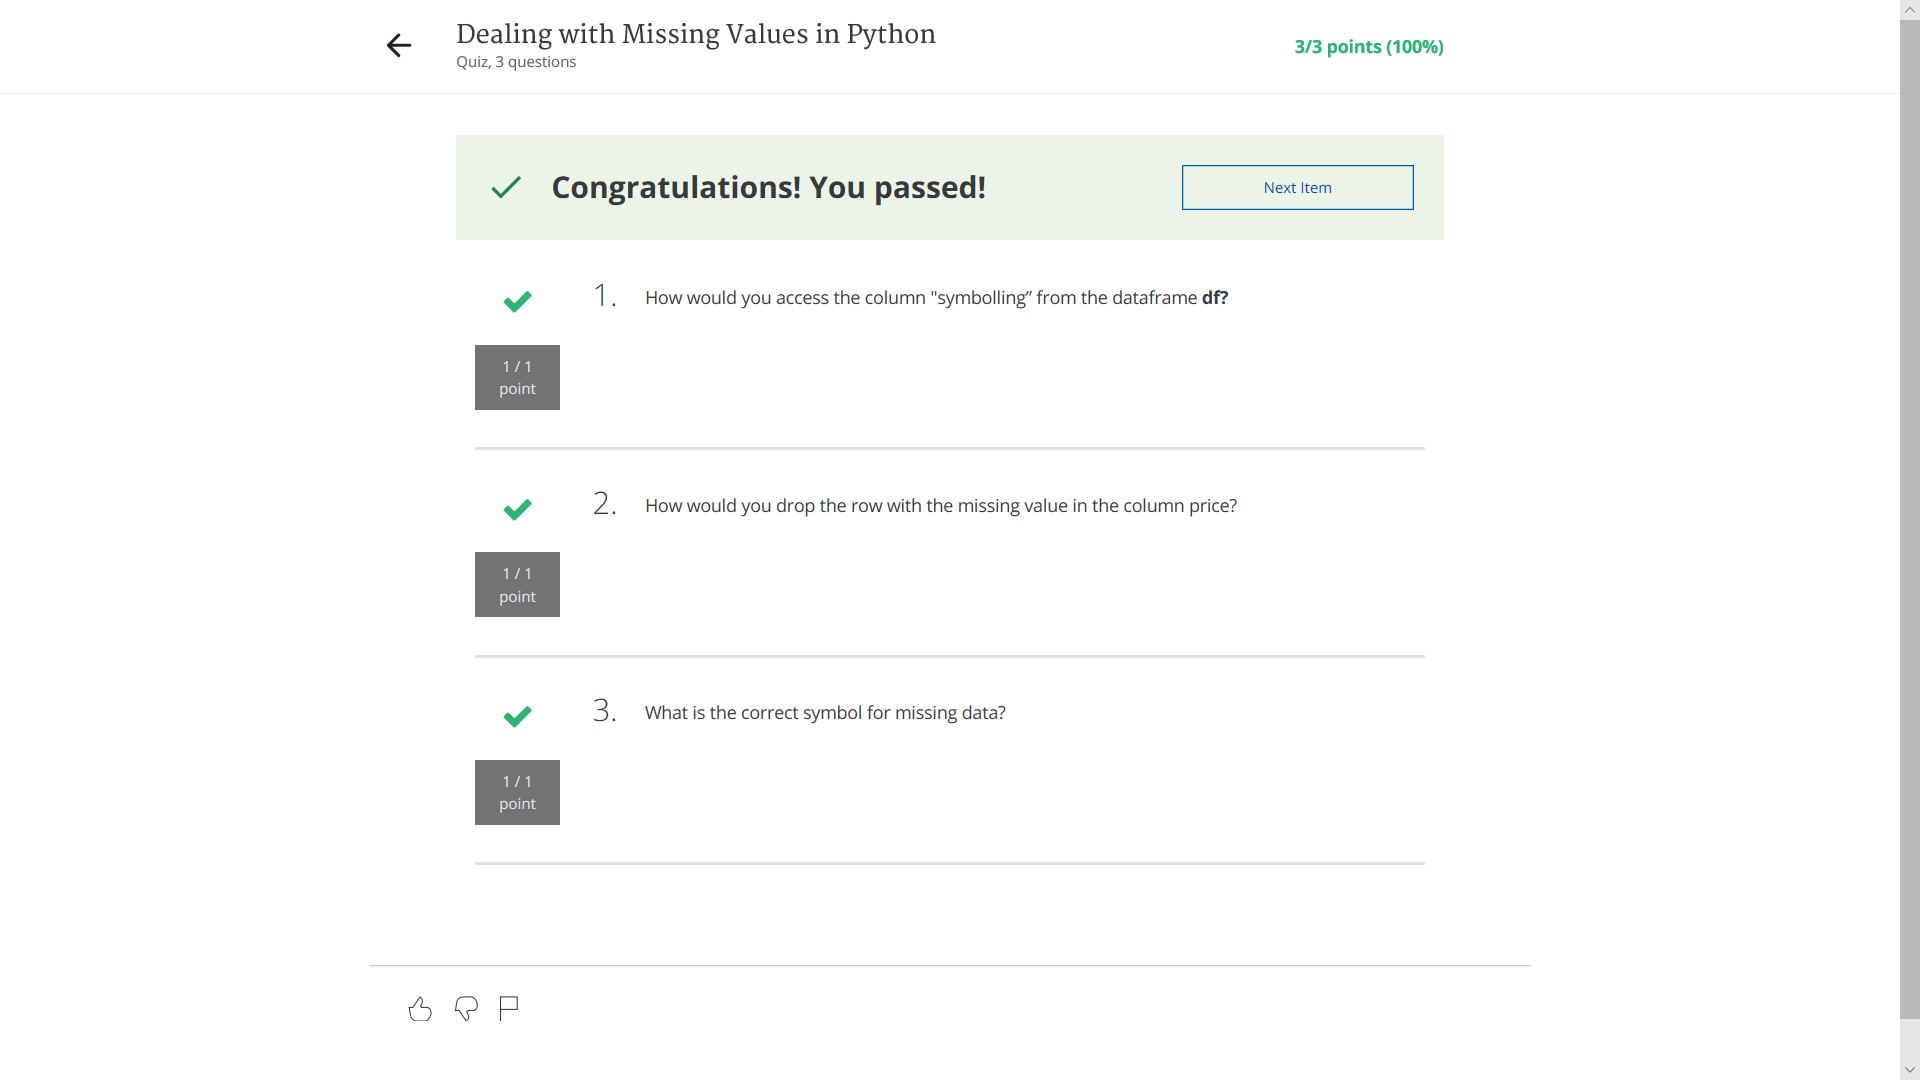 Dealing with Missing Values in Python
Quiz, 3 questions
3/3 points (100%)
Congratulations! You passed!
Next Item
1. How would you access the column "symbolling” from the dataframe df?
1 / 1
point
2. How would you drop the row with the missing value in the column price?
1 / 1
point
3. What is the correct symbol for missing data?
1 / 1
point